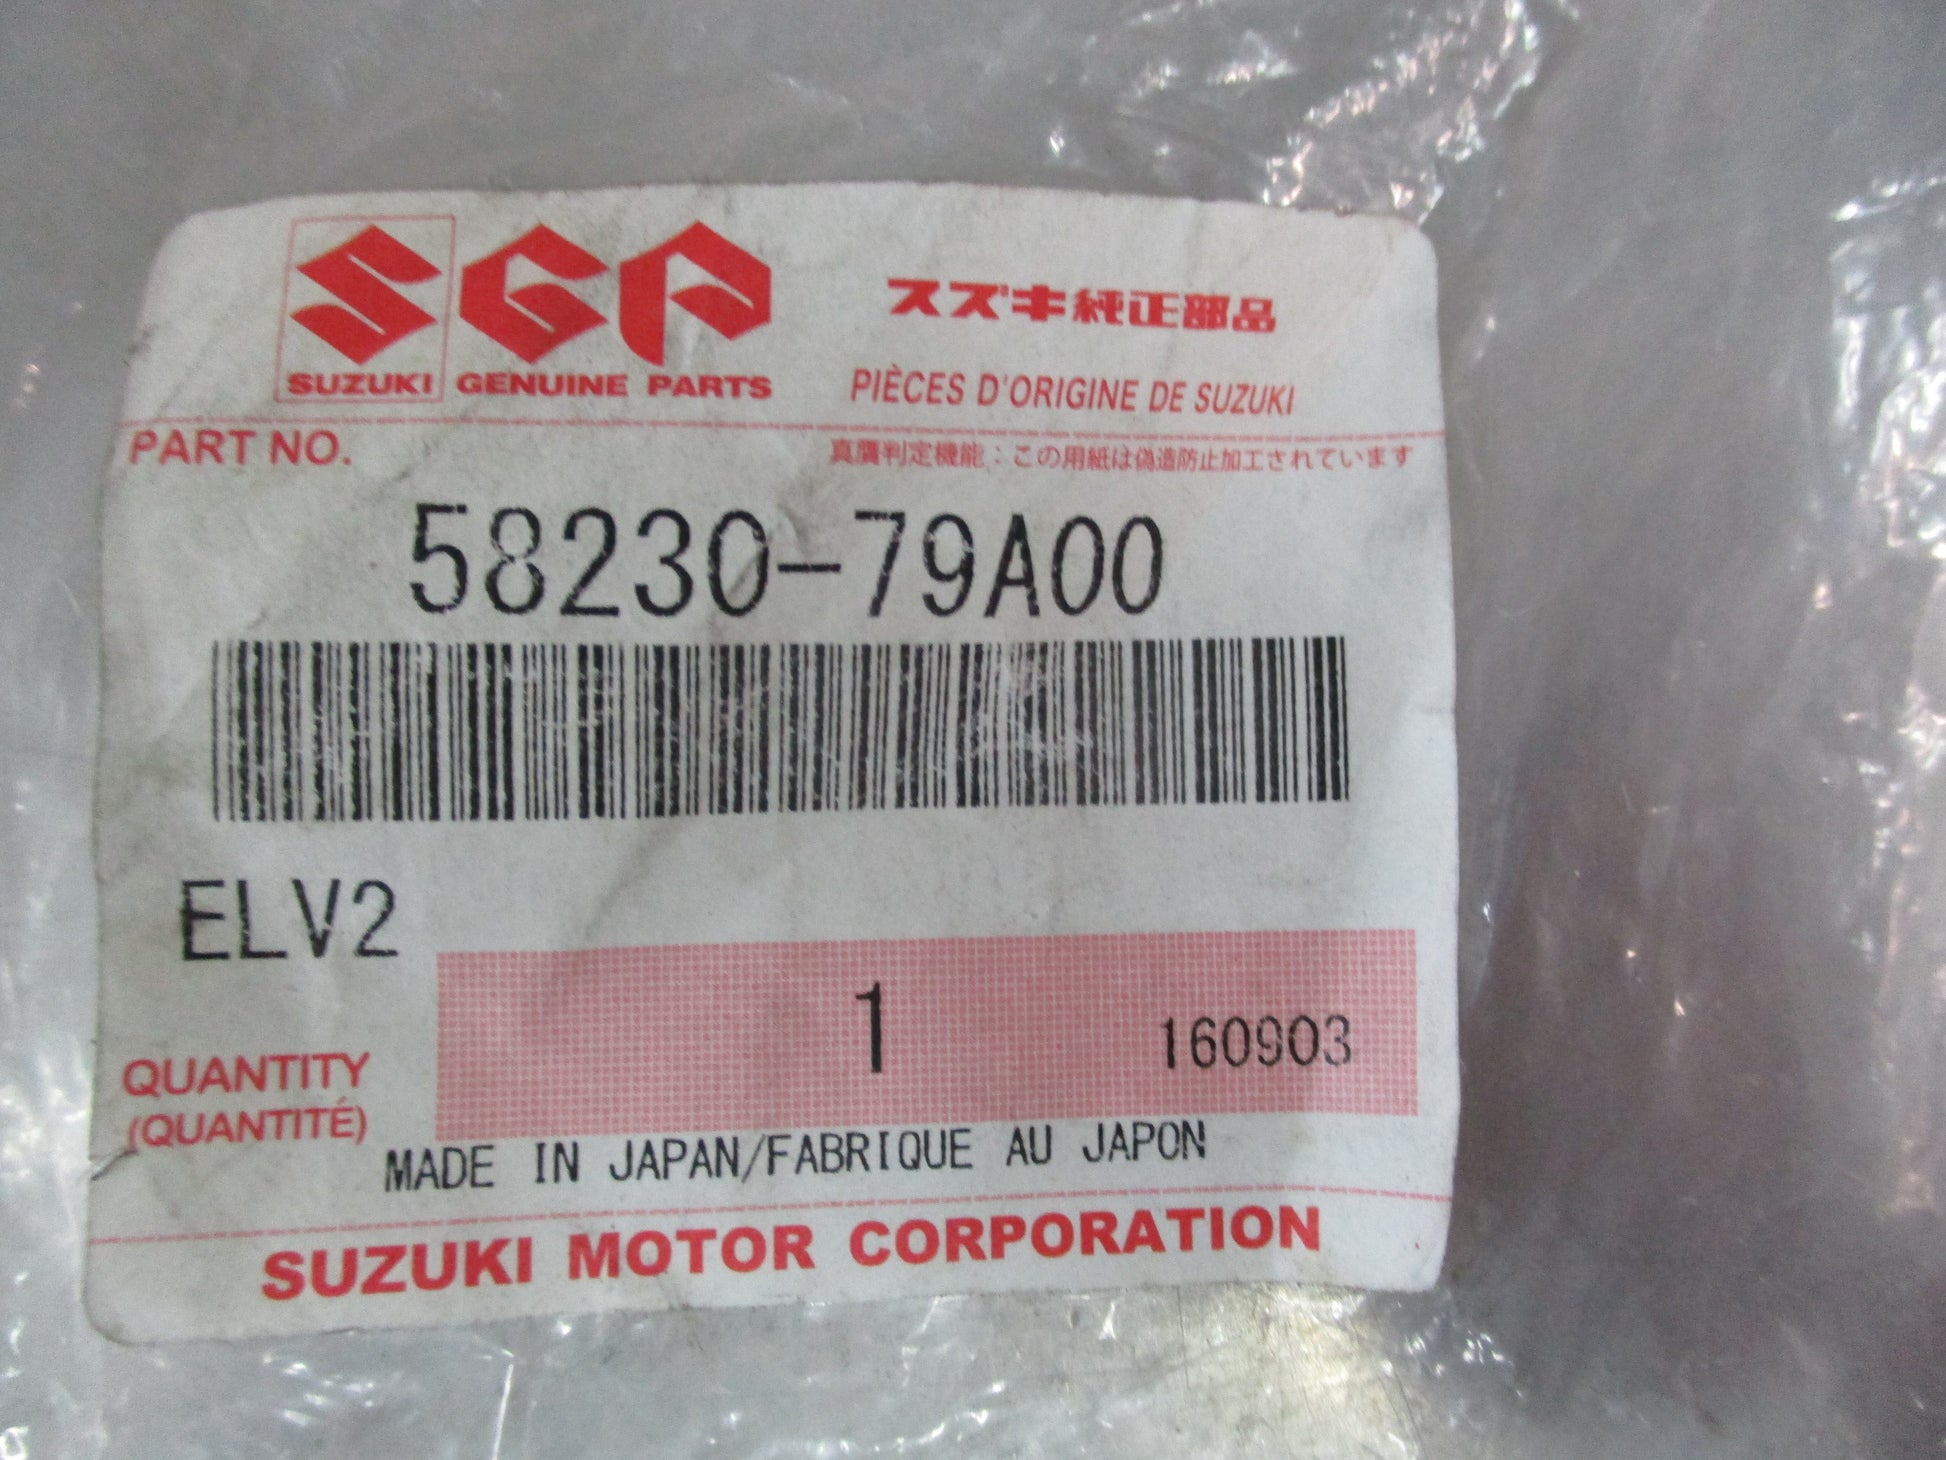 SGP
SUZUKI GENUINE PARTS
スズキ純正部品
PIÈCES D'ORIGINE DE SUZUKI
PART NO.
真贋判定機能：この用紙は偽造防止加工されています
58230-79A00
ELV2
1
160903
QUANTITY
(QUANTITÉ)
MADE IN JAPAN/FABRIQUE AU JAPON
SUZUKI MOTOR CORPORATION